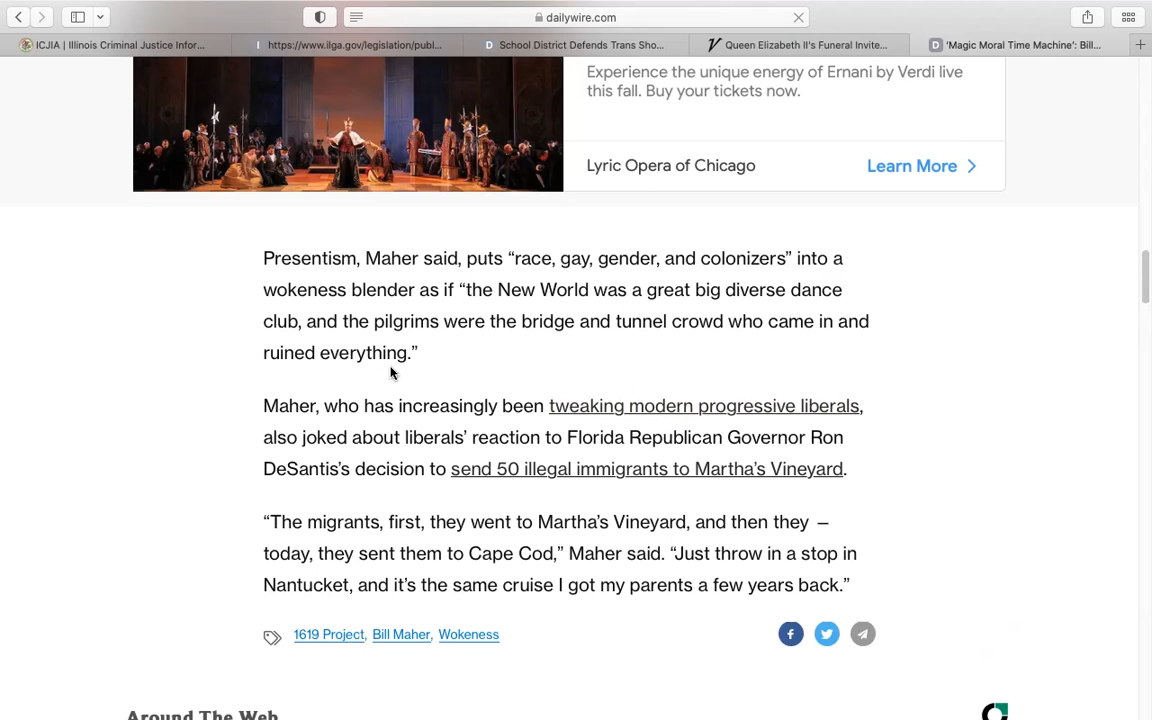 dailywire.com
ICJIA | Illinois Criminal Justice Infor...
https://www.ilga.gov/legislation/publ...
D School District Defends Trans Sho...
V Queen Elizabeth II's Funeral Invite...
D 'Magic Moral Time Machine': Bill...
Experience the unique energy of Ernani by Verdi live
this fall. Buy your tickets now.
Lyric Opera of Chicago Learn More
Presentism, Maher said, puts “race, gay, gender, and colonizers” into a
wokeness blender as if “the New World was a great big diverse dance
club, and the pilgrims were the bridge and tunnel crowd who came in and
ruined everything.”
Maher, who has increasingly been tweaking modern progressive liberals,
also joked about liberals’ reaction to Florida Republican Governor Ron
DeSantis’s decision to send 50 illegal immigrants to Martha’s Vineyard.
“The migrants, first, they went to Martha’s Vineyard, and then they —
today, they sent them to Cape Cod,” Maher said. “Just throw in a stop in
Nantucket, and it’s the same cruise I got my parents a few years back.”
1619 Project, Bill Maher, Wokeness
Around The Web